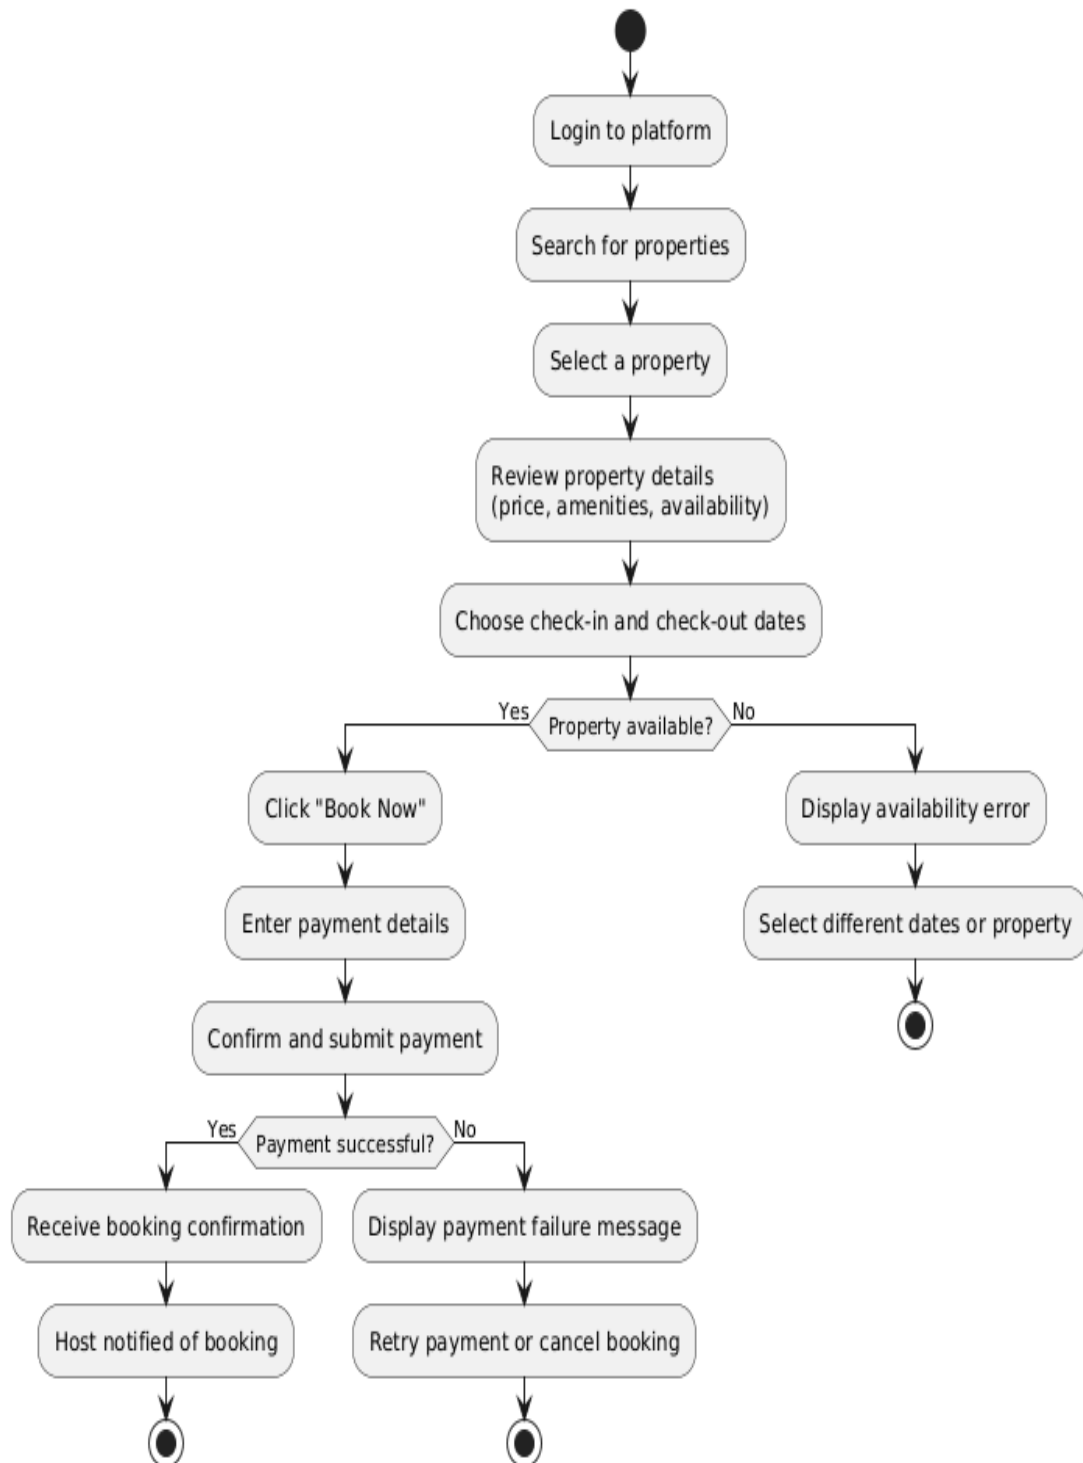 Login to platform
Search for properties
Select a property
Review property details
(price, amenities, availability)
Choose check-in and check-out dates
Yes
Property available?
No
Click "Book Now"
Display availability error
Enter payment details
Select different dates or property
Confirm and submit payment
Yes
Payment successful?
No
Receive booking confirmation
Display payment failure message
Host notified of booking
Retry payment or cancel booking